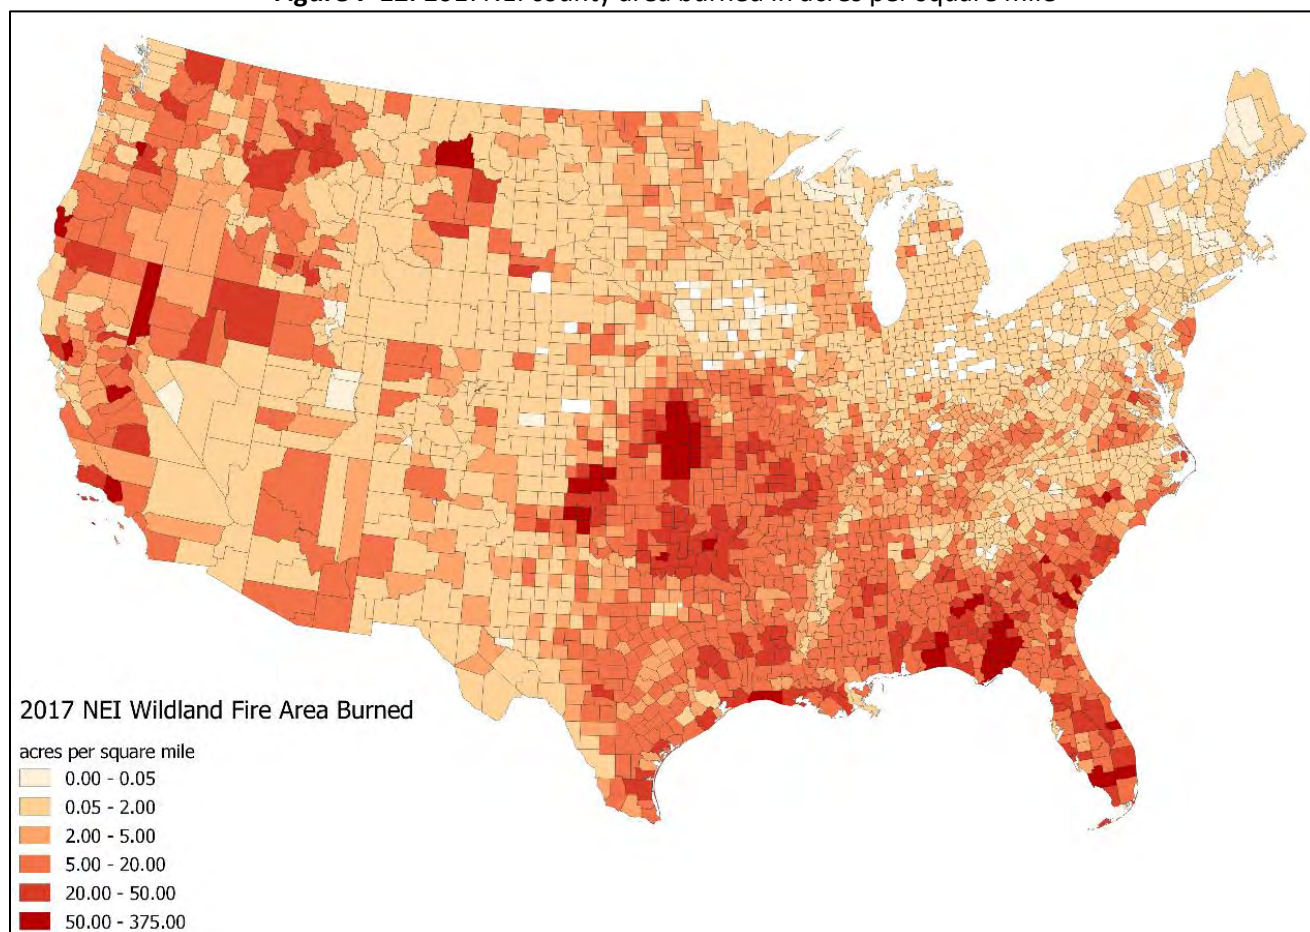 2017 NEI Wildland Fire Area Burned
acres per square mile
0.00 - 0.05
0.05 - 2.00
2.00 - 5.00
5.00 - 20.00
20.00 - 50.00
50.00 - 375.00